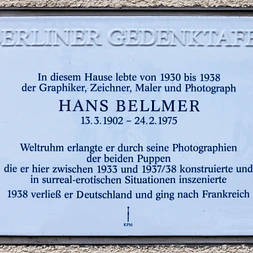 BERLINER GEDENKTAFE
In diesem Hause lebte von 1930 bis 1938
der Graphiker, Zeichner, Maler und Photograph
HANS BELLMER
13.3.1902 – 24.2.1975
Weltruhm erlangte er durch seine Photographien
der beiden Puppen
die er hier zwischen 1933 und 1937/38 konstruierte und
in surreal-erotischen Situationen inszenierte
1938 verließ er Deutschland und ging nach Frankreich
KPM